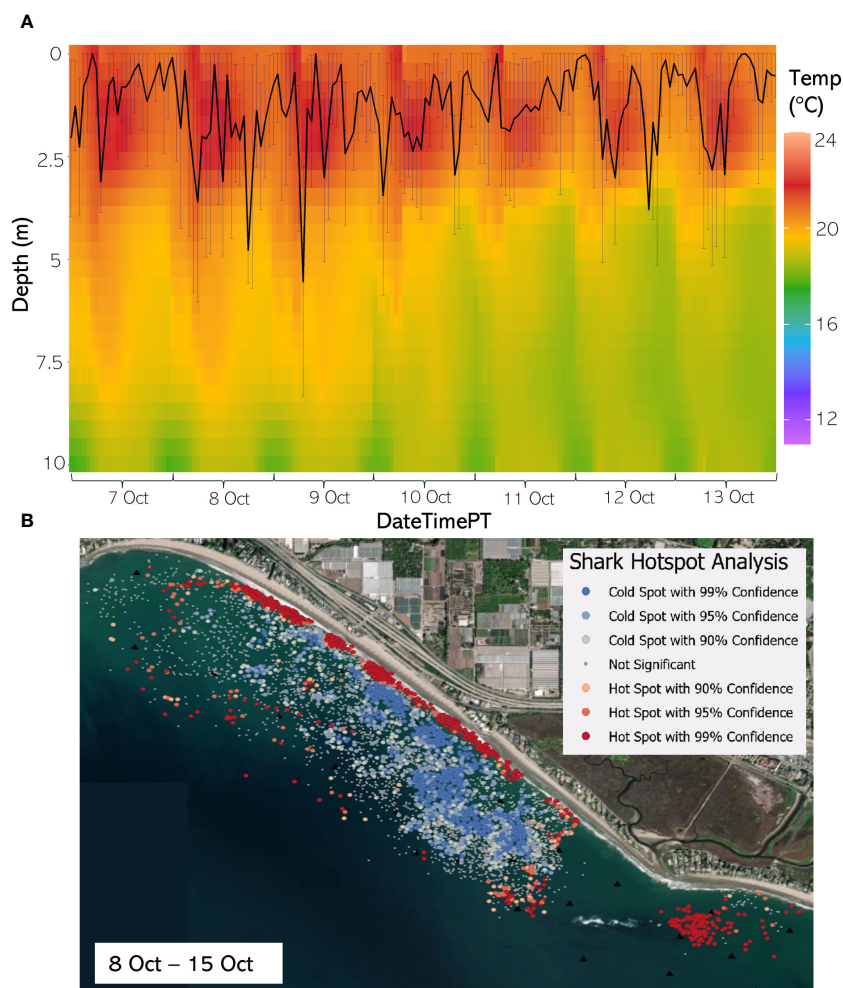 A
0
2.5
5
7.5
10
Depth (m)
Temp
(°C)
24
20
16
12
7 Oct
8 Oct
9 Oct
10 Oct
11 Oct
12 Oct
13 Oct
DateTimePT
B
Shark Hotspot Analysis
Cold Spot with 99% Confidence
Cold Spot with 95% Confidence
Cold Spot with 90% Confidence
Not Significant
Hot Spot with 90% Confidence
Hot Spot with 95% Confidence
Hot Spot with 99% Confidence
8 Oct – 15 Oct